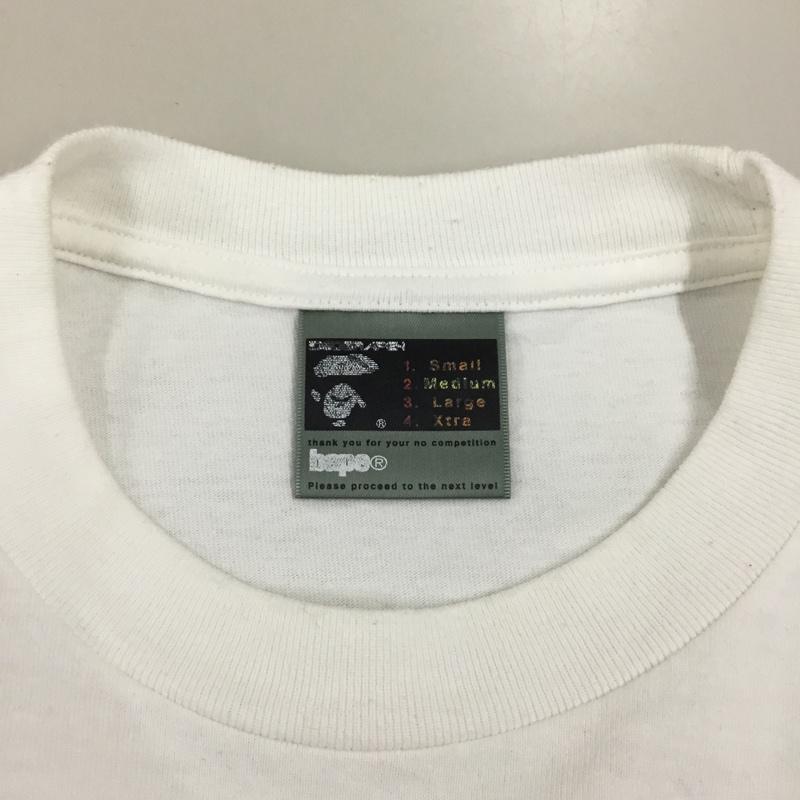 1. Small
2. Medium
3. Large
4. Xtra
®
thank you for your no competition
bape®
Please proceed to the next level